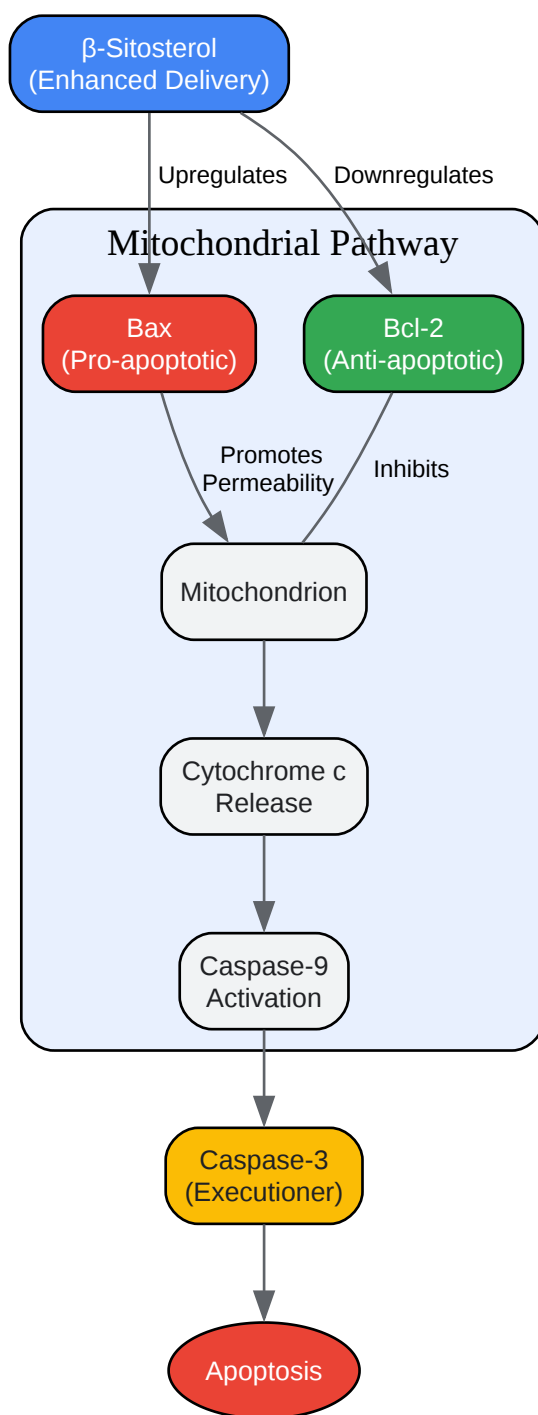 β-Sitosterol
(Enhanced Delivery)
Upregulates
Downregulates
Mitochondrial Pathway
Bax
(Pro-apoptotic)
Bcl-2
(Anti-apoptotic)
Promotes
Permeability
Inhibits
Mitochondrion
Cytochrome c
Release
Caspase-9
Activation
Caspase-3
(Executioner)
Apoptosis